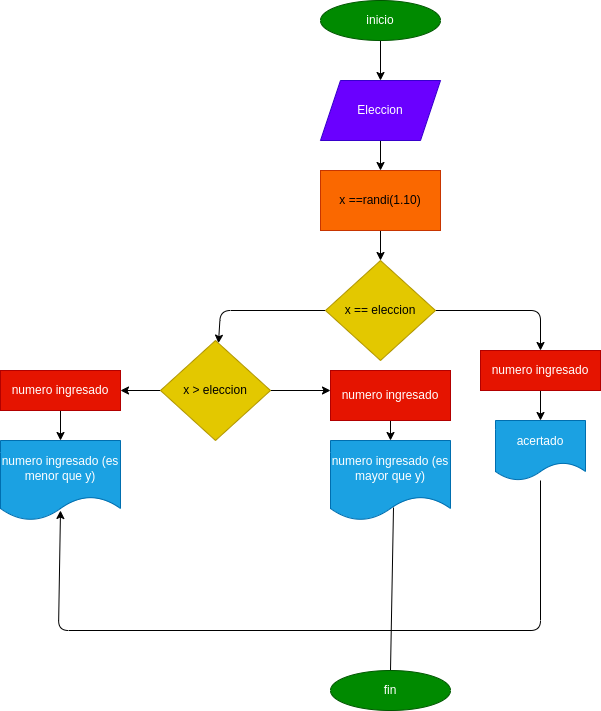 inicio
Eleccion
x ==randi(1.10)
x == eleccion
x > eleccion
numero ingresado
numero ingresado
numero ingresado
numero ingresado (es
menor que y)
numero ingresado (es
mayor que y)
acertado
fin